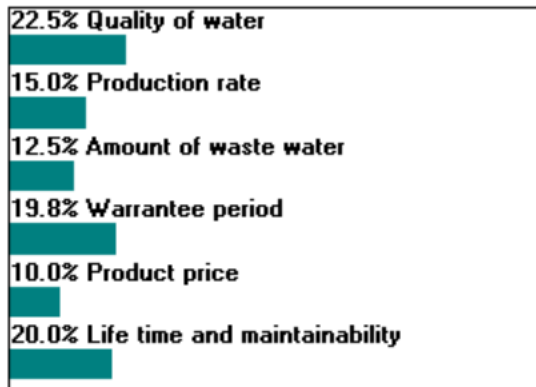 22.5% Quality of water
15.0% Production rate
12.5% Amount of waste water
19.8% Warrantee period
10.0% Product price
20.0% Life time and maintainability